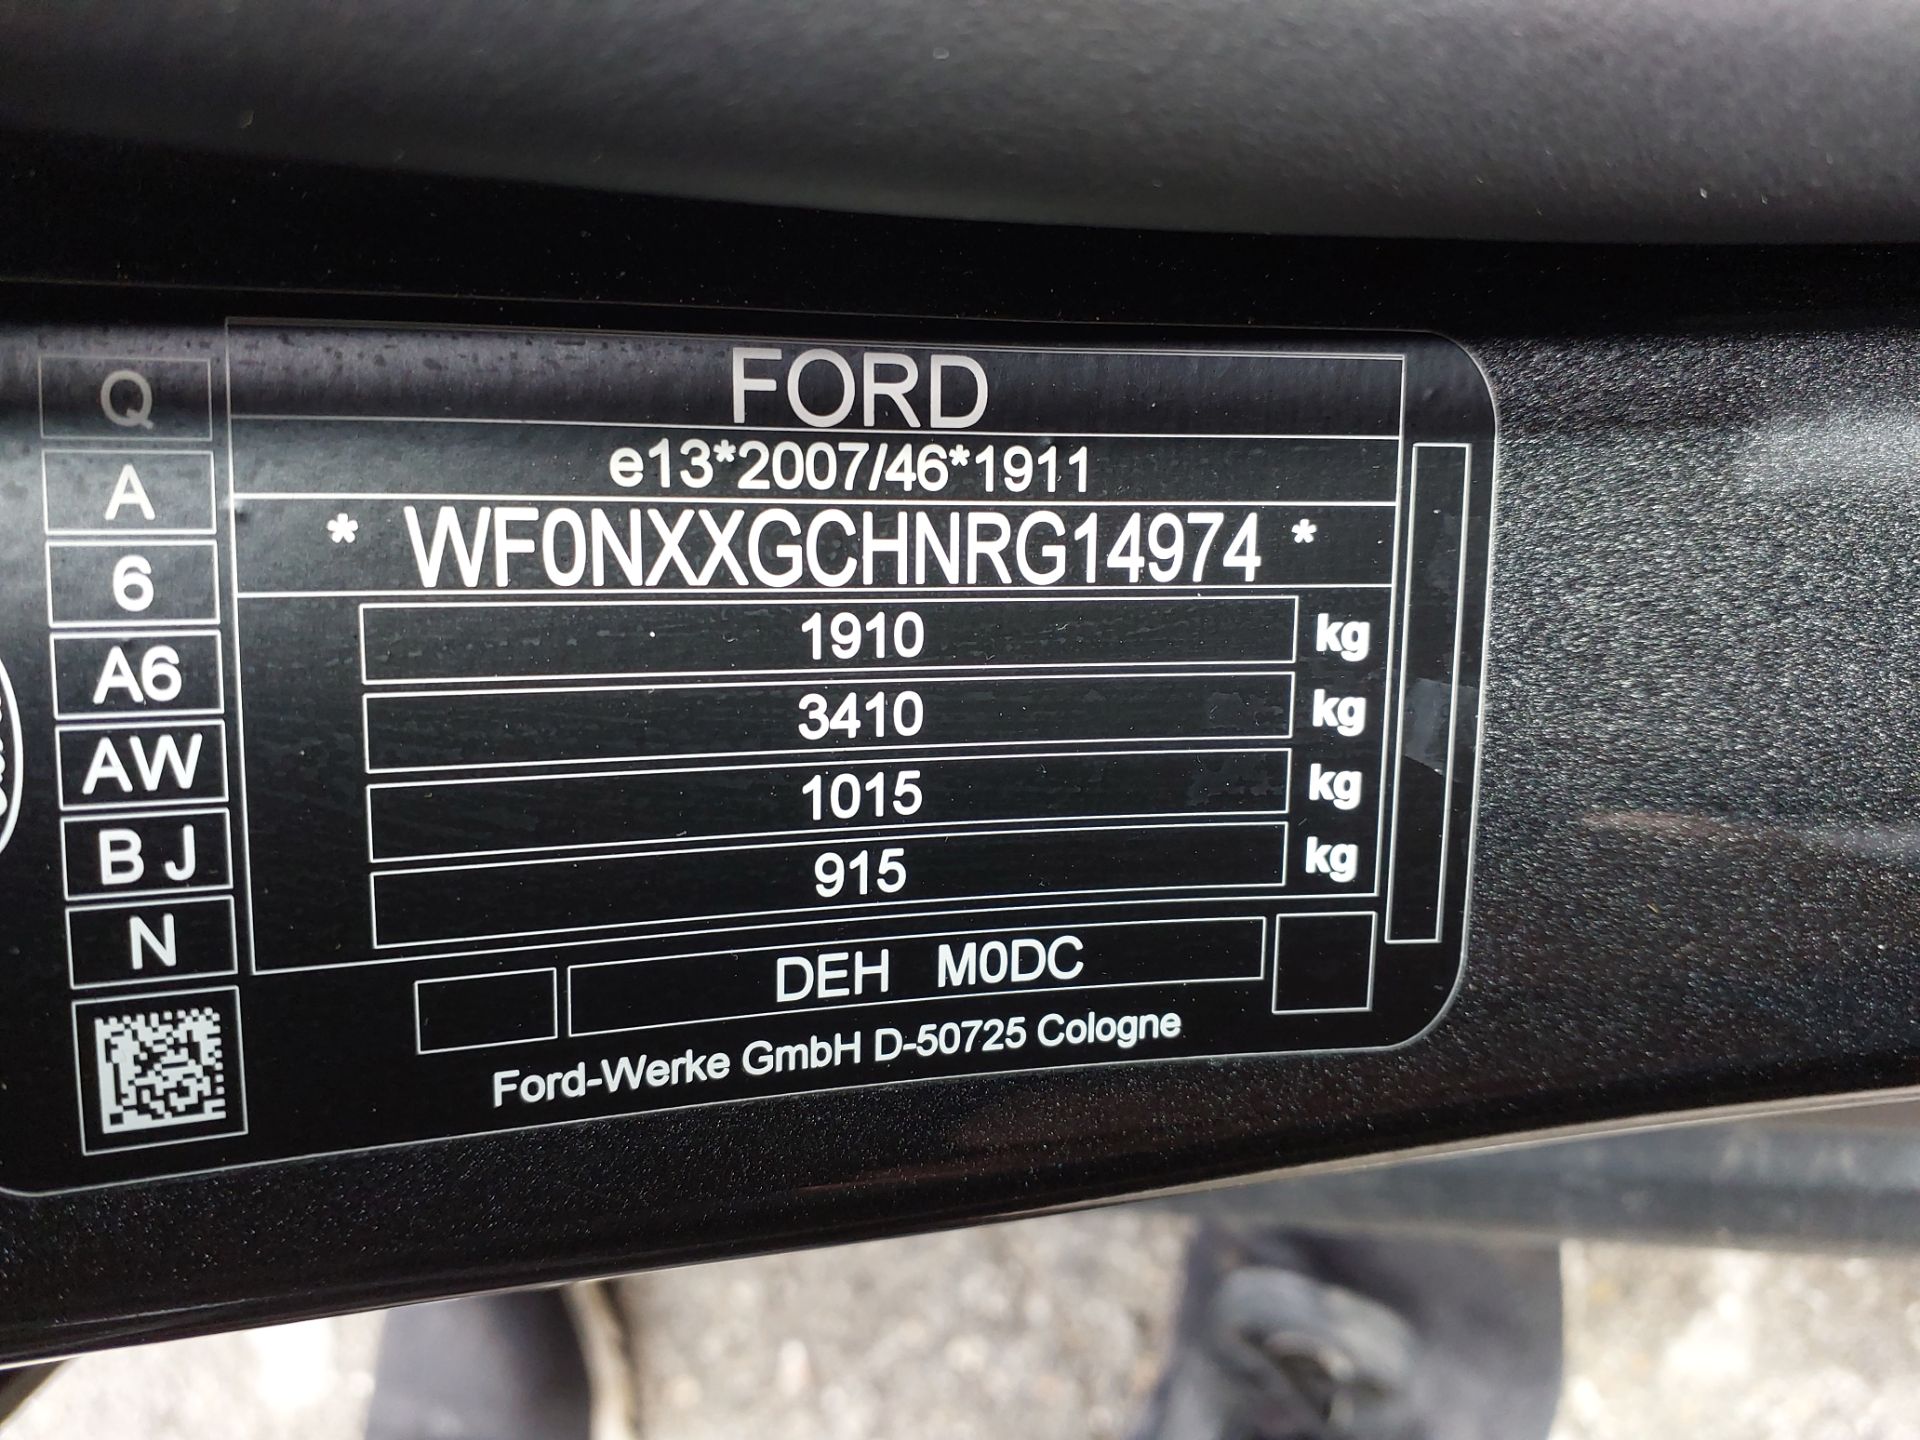 FORD
e13*2007/46*1911
* WF0NXXGCHNRG14974 *
1910 kg
3410 kg
1015 kg
915 kg
DEH M0DC
Ford-Werke GmbH D-50725 Cologne
Q
A
6
A6
AW
B J
N